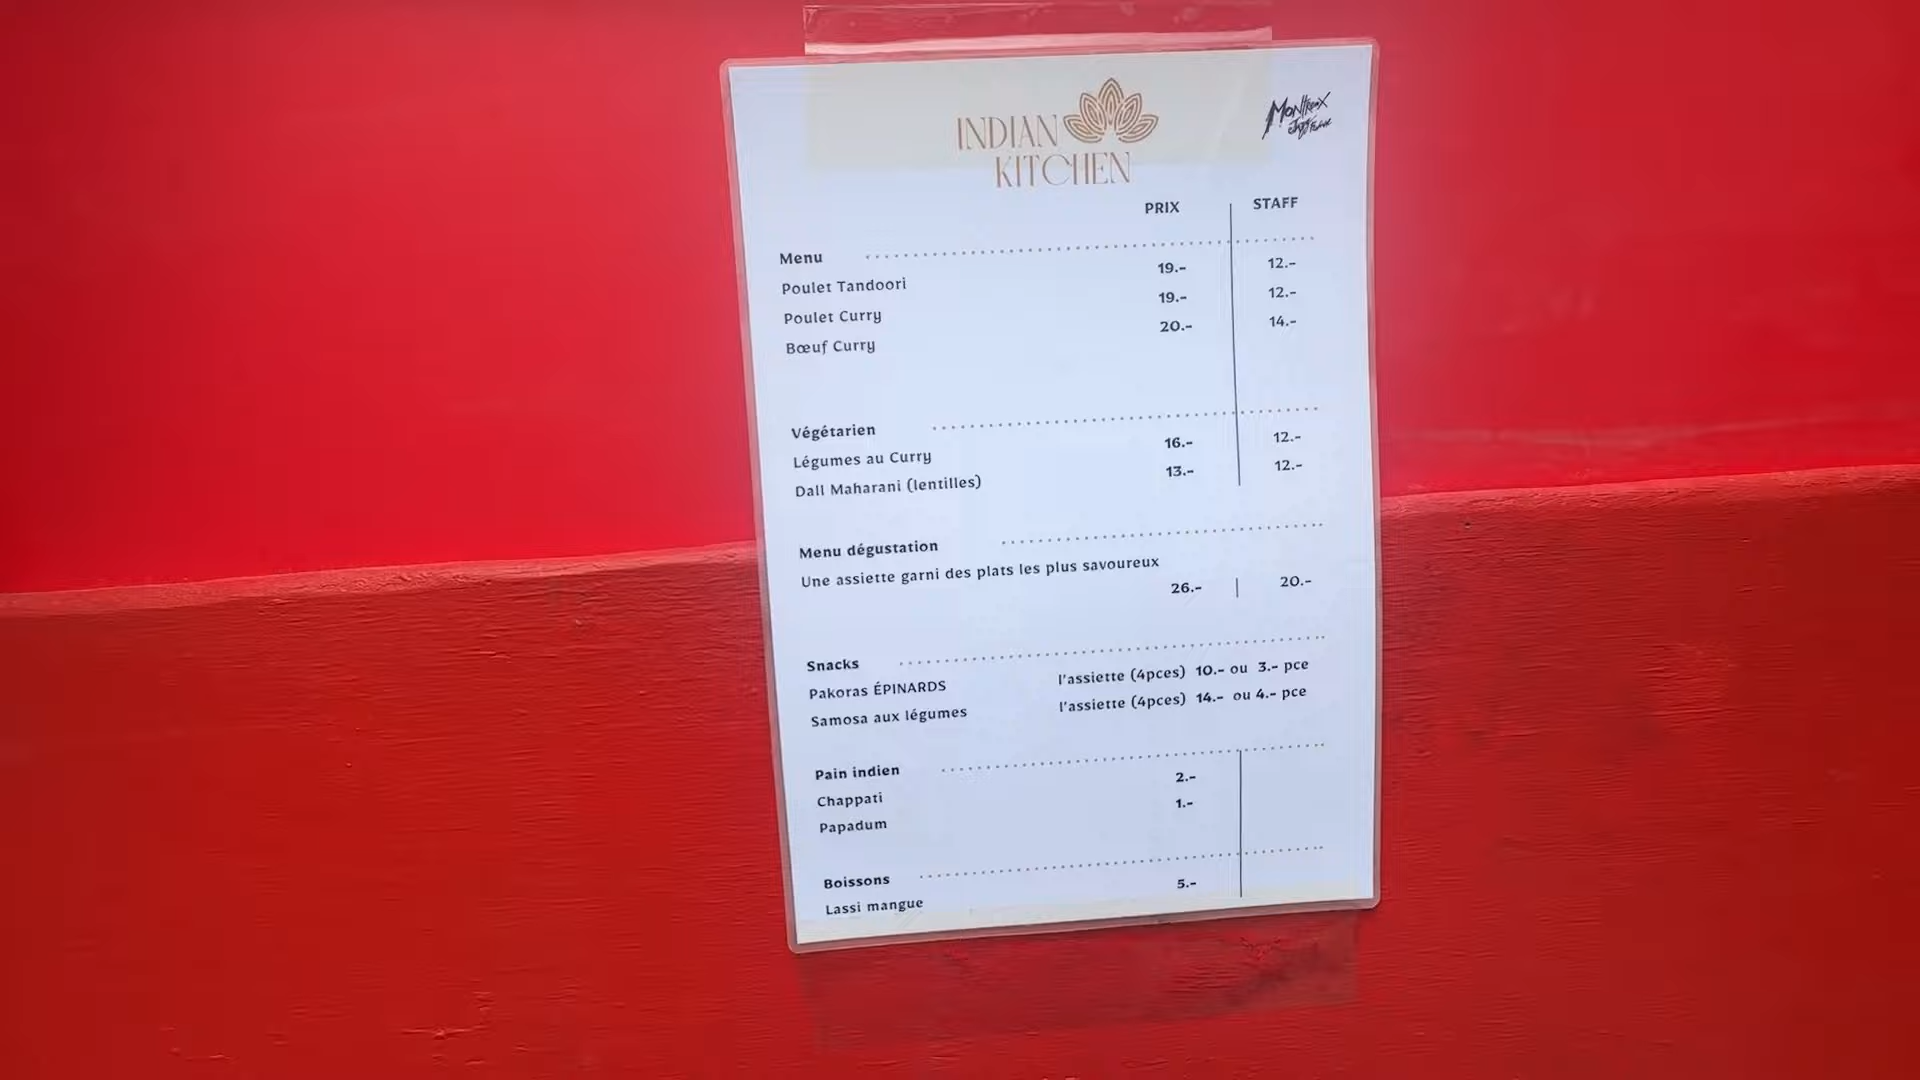 INDIAN
KITCHEN
Montreux
Jazz Festival
PRIX STAFF
Menu
Poulet Tandoori 19.- 12.-
Poulet Curry 19.- 12.-
Bœuf Curry 20.- 14.-
Végétarien
Légumes au Curry 16.- 12.-
Dall Maharani (lentilles) 13.- 12.-
Menu dégustation
Une assiette garni des plats les plus savoureux
26.- 20.-
Snacks
Pakoras ÉPINARDS l'assiette (4pces) 10.- ou 3.- pce
Samosa aux légumes l'assiette (4pces) 14.- ou 4.- pce
Pain indien
Chappati 2.-
Papadum 1.-
Boissons
Lassi mangue 5.-